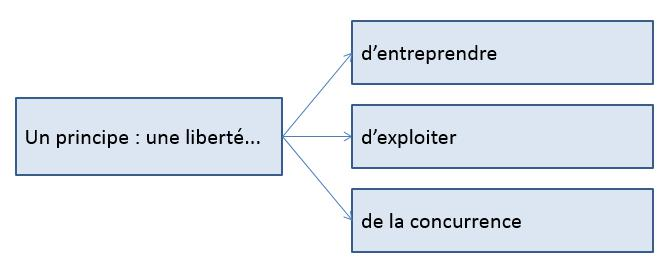 Un principe : une liberté...
d’entreprendre
d’exploiter
de la concurrence